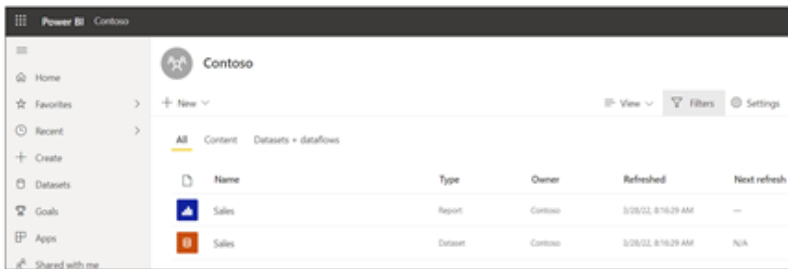 Power BI Contoso
Contoso
Home
Favorites
Recent
Create
Datasets
Goals
Apps
Shared with me
New
View Filters Settings
All Content Datasets + dataflows
Name Type Owner Refreshed Next refresh
Sales Report Contoso 3/28/22, 8:16:29 AM —
Sales Dataset Contoso 3/28/22, 8:16:29 AM N/A